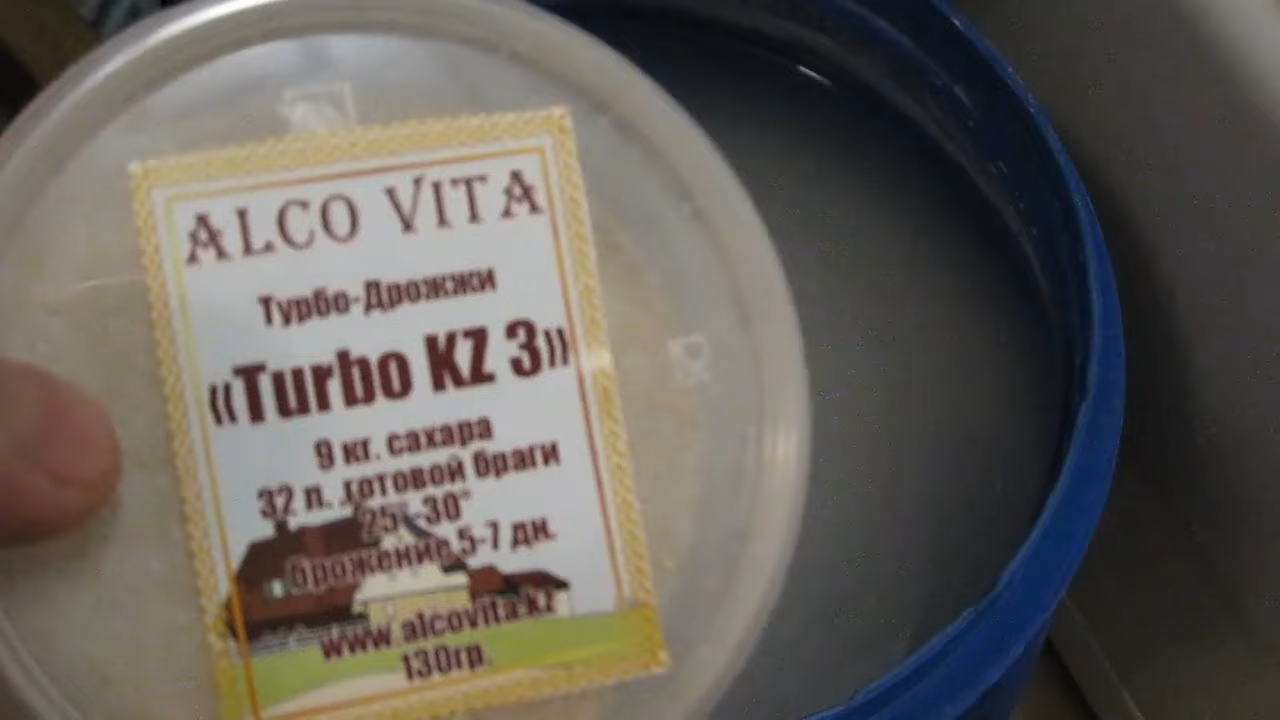 ALCO VITA
Турбо-Дрожжи
«Turbo KZ 3»
9 кг. сахара
32 л. готовой браги
25°-30°
брожение 5-7 дн.
www.alcovita.kz
130гр.